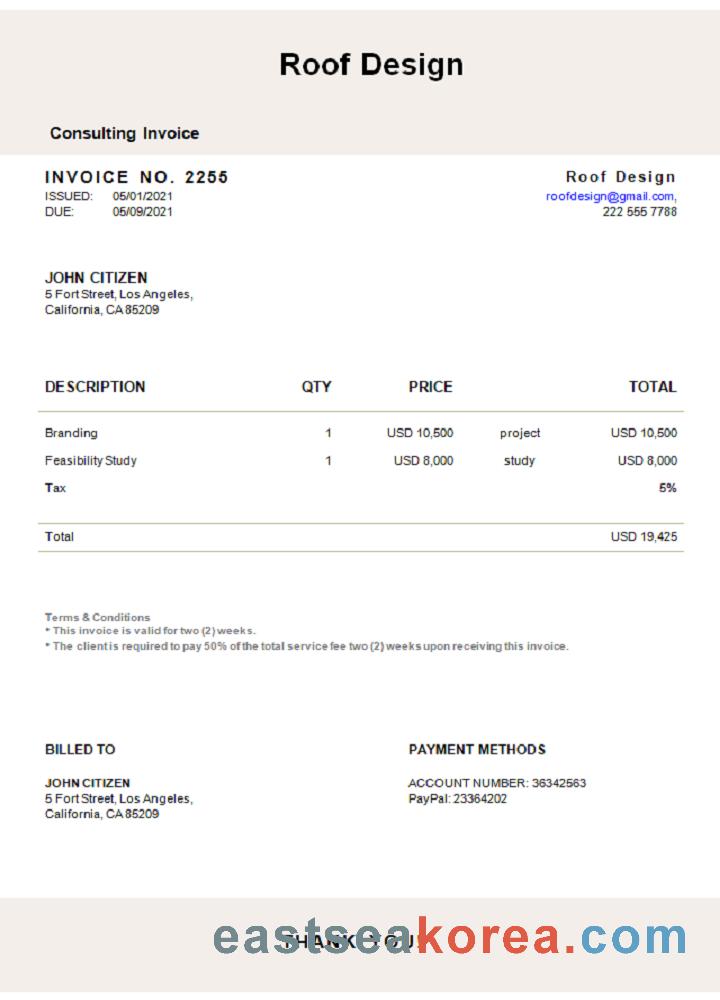 Roof Design
Consulting Invoice
INVOICE NO. 2255
ISSUED: 05/01/2021
DUE: 05/09/2021
Roof Design
roofdesign@gmail.com,
222 555 7788
JOHN CITIZEN
5 Fort Street, Los Angeles,
California, CA 85209
DESCRIPTION QTY PRICE TOTAL
Branding 1 USD 10,500 project USD 10,500
Feasibility Study 1 USD 8,000 study USD 8,000
Tax 5%
Total USD 19,425
Terms & Conditions
* This invoice is valid for two (2) weeks.
* The client is required to pay 50% of the total service fee two (2) weeks upon receiving this invoice.
BILLED TO
JOHN CITIZEN
5 Fort Street, Los Angeles,
California, CA 85209
PAYMENT METHODS
ACCOUNT NUMBER: 36342563
PayPal: 23364202
THANK YOU!
eastseakorea.com